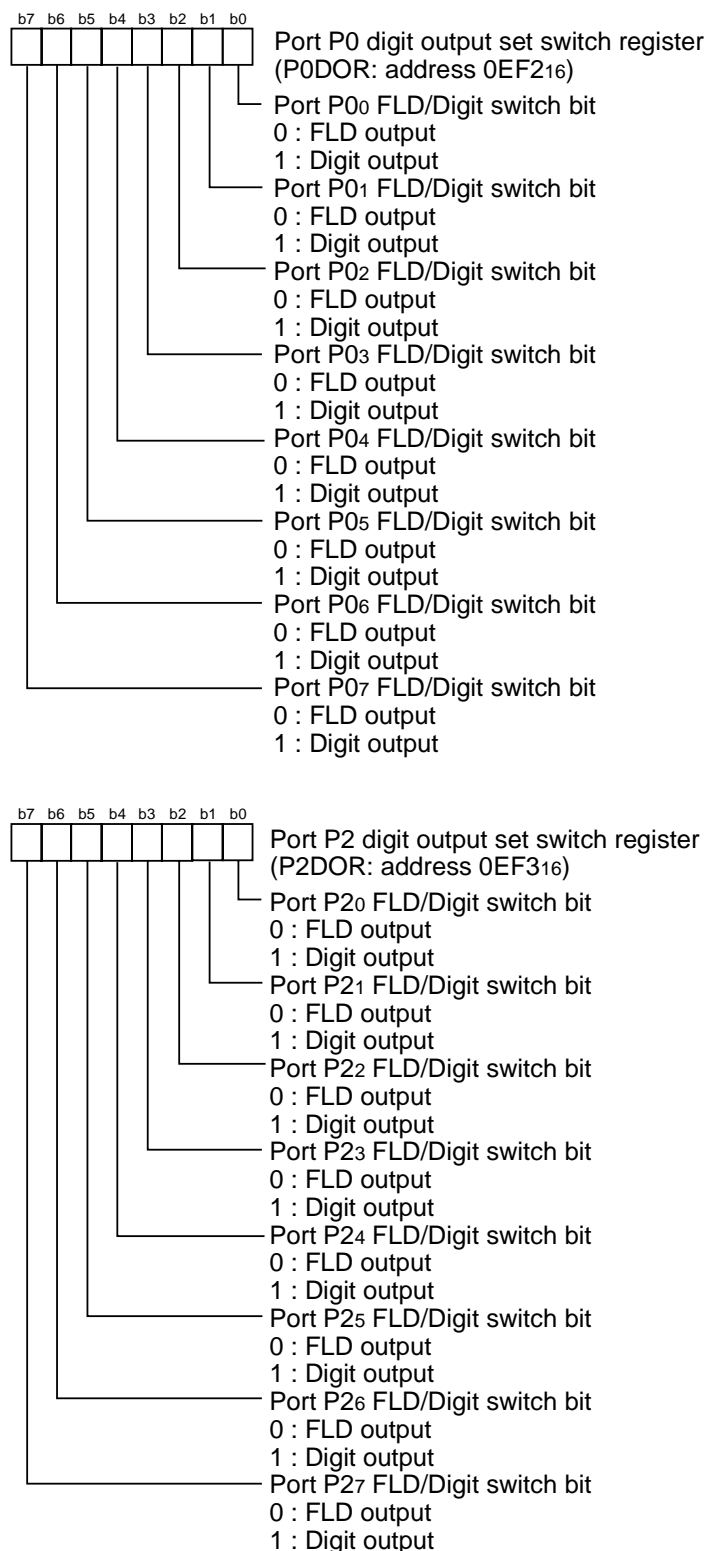 b7 b6 b5 b4 b3 b2 b1 b0
Port P0 digit output set switch register
(P0DOR: address 0EF216)
Port P00 FLD/Digit switch bit
0 : FLD output
1 : Digit output
Port P01 FLD/Digit switch bit
0 : FLD output
1 : Digit output
Port P02 FLD/Digit switch bit
0 : FLD output
1 : Digit output
Port P03 FLD/Digit switch bit
0 : FLD output
1 : Digit output
Port P04 FLD/Digit switch bit
0 : FLD output
1 : Digit output
Port P05 FLD/Digit switch bit
0 : FLD output
1 : Digit output
Port P06 FLD/Digit switch bit
0 : FLD output
1 : Digit output
Port P07 FLD/Digit switch bit
0 : FLD output
1 : Digit output
b7 b6 b5 b4 b3 b2 b1 b0
Port P2 digit output set switch register
(P2DOR: address 0EF316)
Port P20 FLD/Digit switch bit
0 : FLD output
1 : Digit output
Port P21 FLD/Digit switch bit
0 : FLD output
1 : Digit output
Port P22 FLD/Digit switch bit
0 : FLD output
1 : Digit output
Port P23 FLD/Digit switch bit
0 : FLD output
1 : Digit output
Port P24 FLD/Digit switch bit
0 : FLD output
1 : Digit output
Port P25 FLD/Digit switch bit
0 : FLD output
1 : Digit output
Port P26 FLD/Digit switch bit
0 : FLD output
1 : Digit output
Port P27 FLD/Digit switch bit
0 : FLD output
1 : Digit output